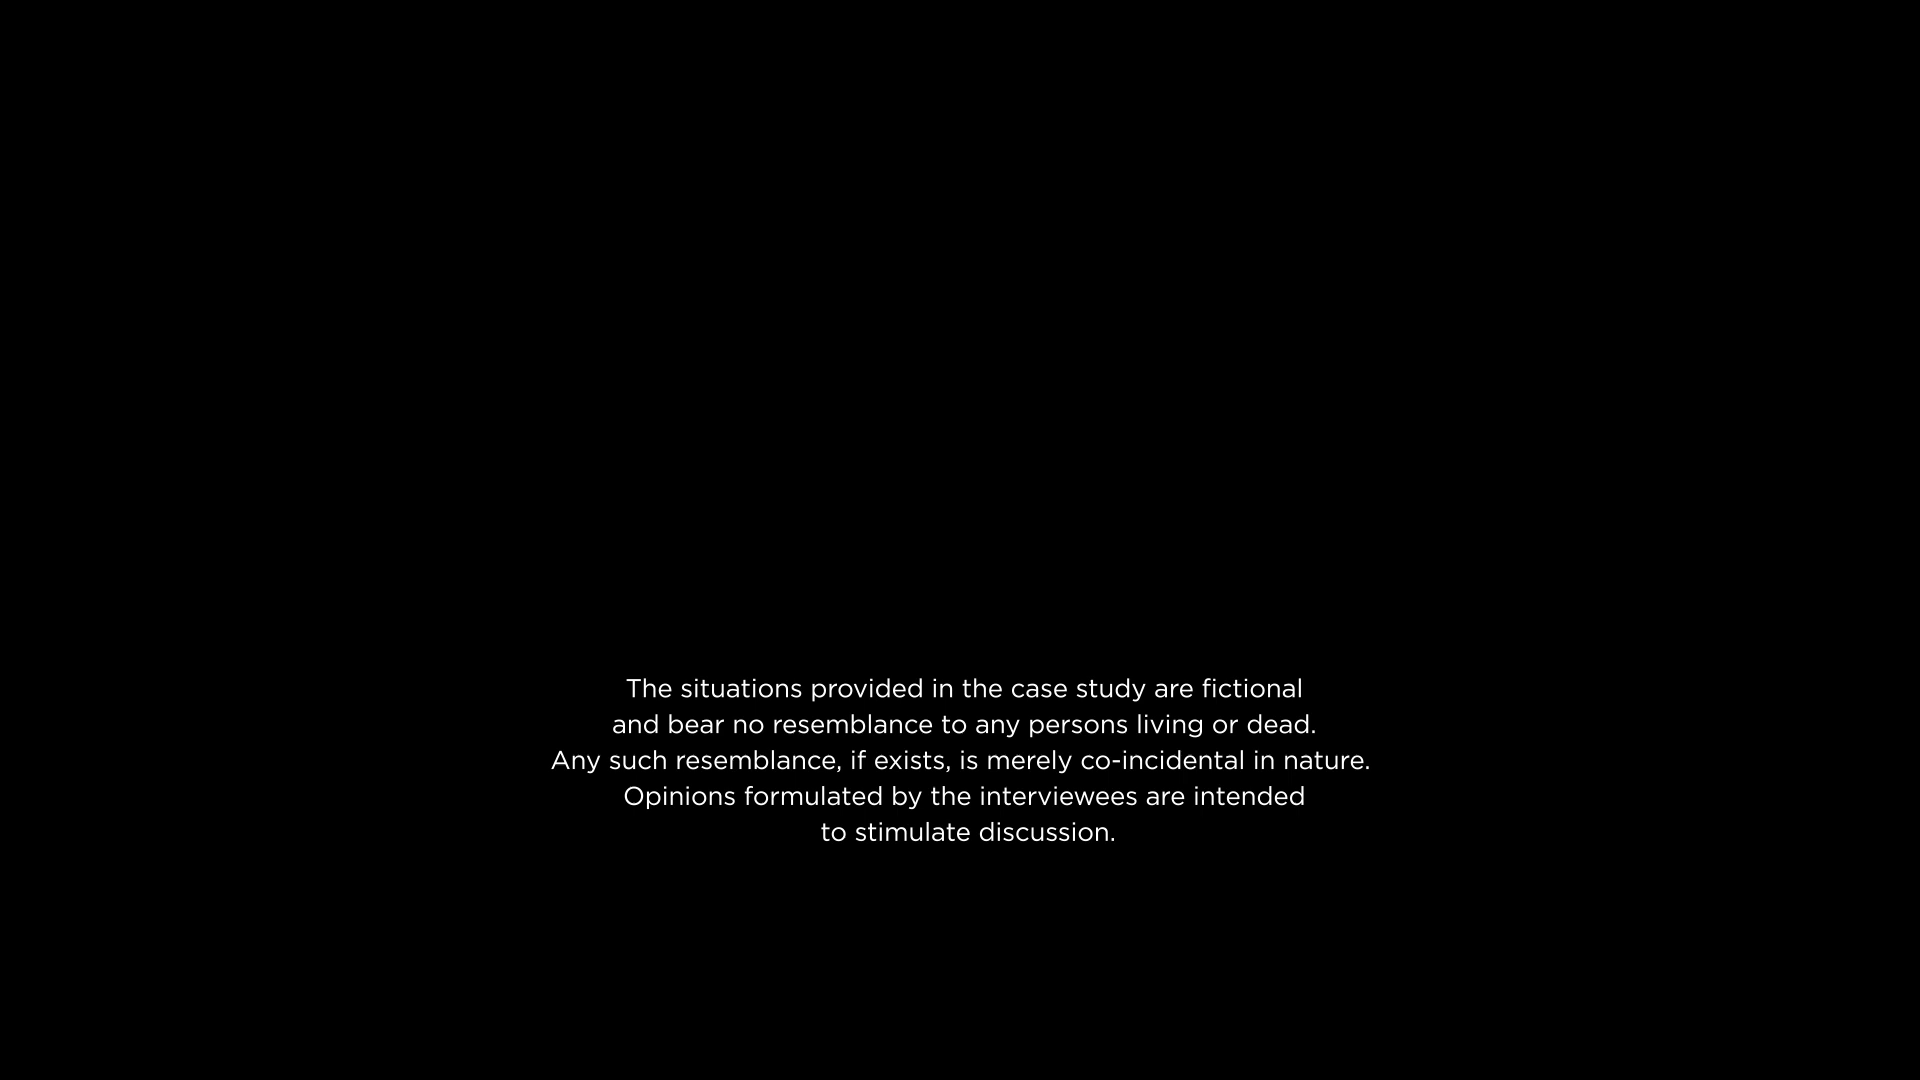 The situations provided in the case study are fictional
and bear no resemblance to any persons living or dead.
Any such resemblance, if exists, is merely co-incidental in nature.
Opinions formulated by the interviewees are intended
to stimulate discussion.